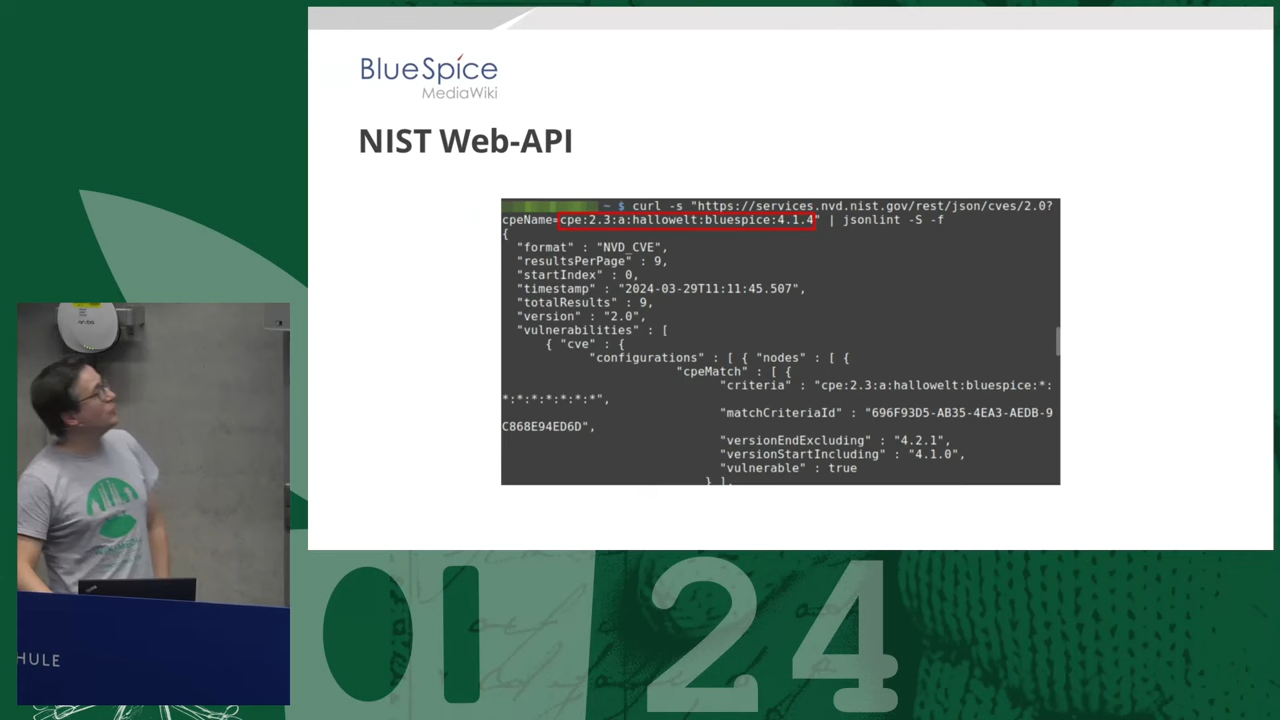 BlueSpice
MediaWiki
NIST Web-API
~ $ curl -s "https://services.nvd.nist.gov/rest/json/cves/2.0?
cpeName=cpe:2.3:a:hallowelt:bluespice:4.1.4" | jsonlint -S -f
{
"format" : "NVD_CVE",
"resultsPerPage" : 9,
"startIndex" : 0,
"timestamp" : "2024-03-29T11:11:45.507",
"totalResults" : 9,
"version" : "2.0",
"vulnerabilities" : [
{ "cve" : {
"configurations" : [ { "nodes" : [ {
"cpeMatch" : [ {
"criteria" : "cpe:2.3:a:hallowelt:bluespice:*:
*:*:*:*:*:*:*",
"matchCriteriaId" : "696F93D5-AB35-4EA3-AEDB-9
C868E94ED6D",
"versionEndExcluding" : "4.2.1",
"versionStartIncluding" : "4.1.0",
"vulnerable" : true
} ],
HULE
24